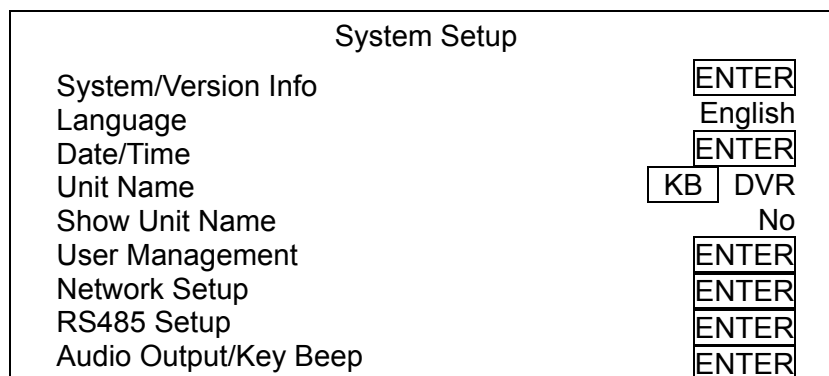 System Setup
System/Version Info ENTER
Language English
Date/Time ENTER
Unit Name KB DVR
Show Unit Name No
User Management ENTER
Network Setup ENTER
RS485 Setup ENTER
Audio Output/Key Beep ENTER